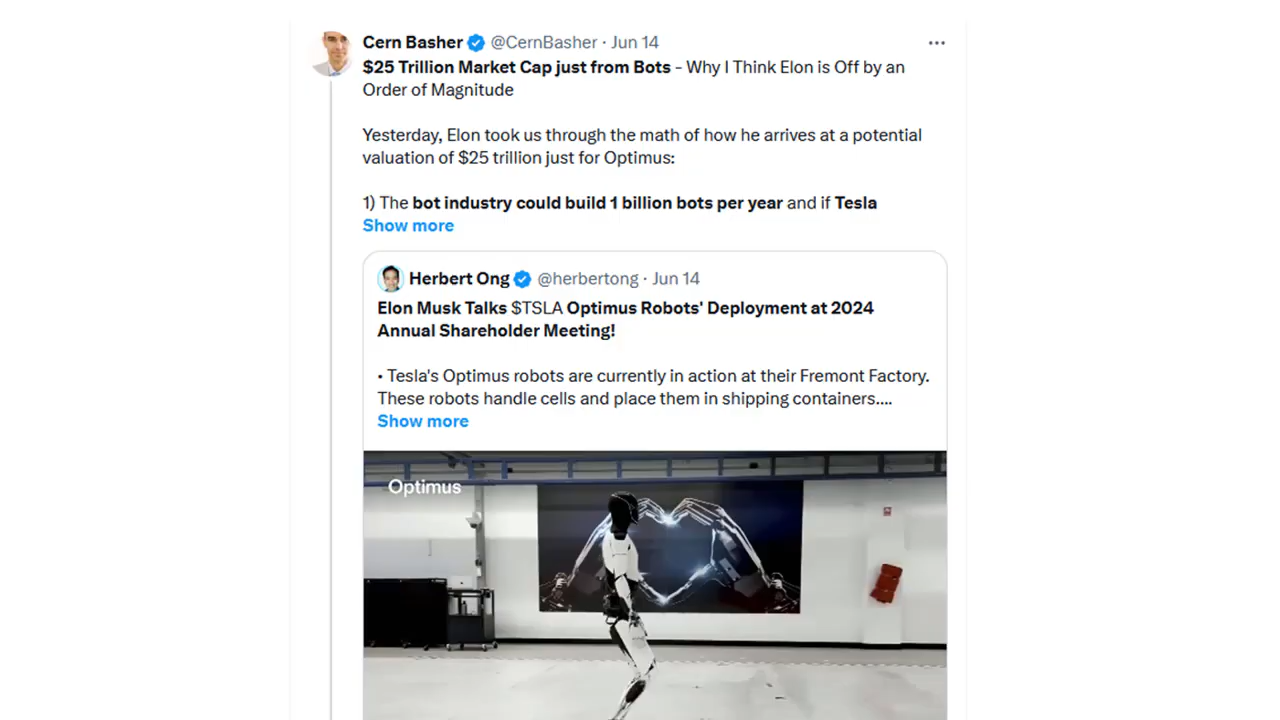 Cern Basher @CernBasher · Jun 14
$25 Trillion Market Cap just from Bots - Why I Think Elon is Off by an
Order of Magnitude
Yesterday, Elon took us through the math of how he arrives at a potential
valuation of $25 trillion just for Optimus:
1) The bot industry could build 1 billion bots per year and if Tesla
Show more
Herbert Ong @herbertong · Jun 14
Elon Musk Talks $TSLA Optimus Robots' Deployment at 2024
Annual Shareholder Meeting!
• Tesla's Optimus robots are currently in action at their Fremont Factory.
These robots handle cells and place them in shipping containers....
Show more
Optimus